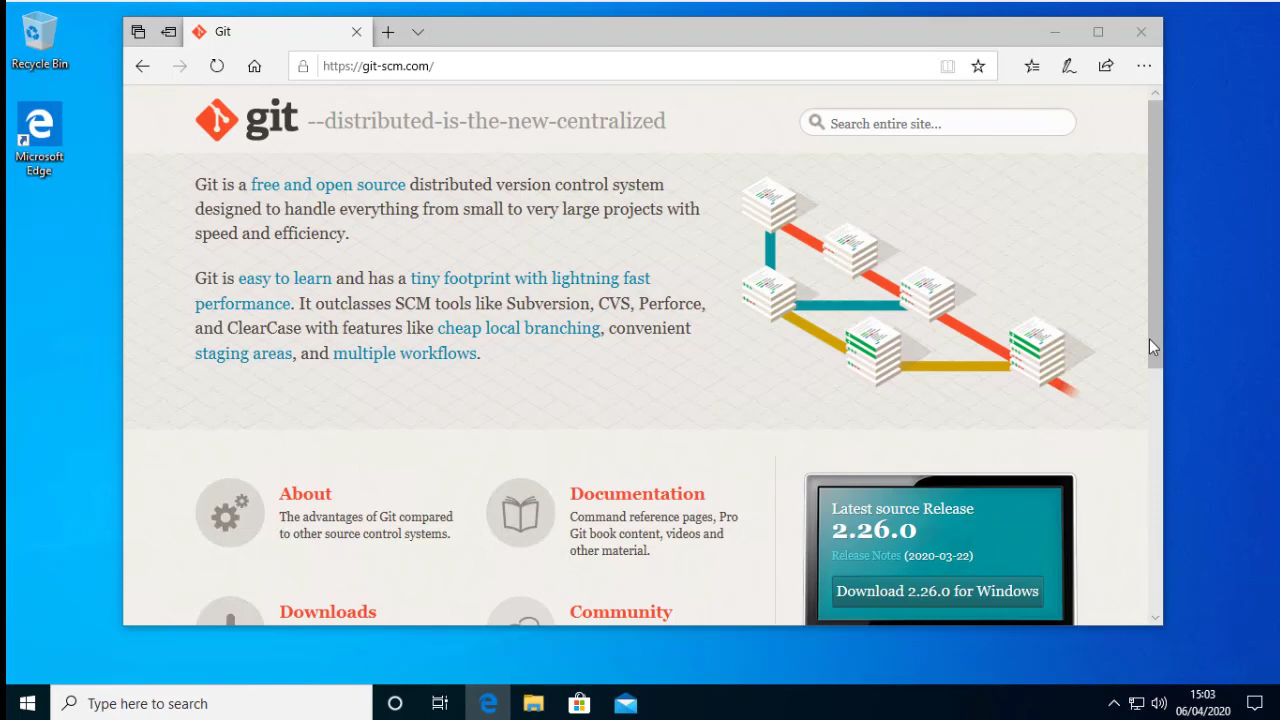 Recycle Bin
Microsoft
Edge
Git
https://git-scm.com/
git --distributed-is-the-new-centralized
Search entire site...
Git is a free and open source distributed version control system
designed to handle everything from small to very large projects with
speed and efficiency.
Git is easy to learn and has a tiny footprint with lightning fast
performance. It outclasses SCM tools like Subversion, CVS, Perforce,
and ClearCase with features like cheap local branching, convenient
staging areas, and multiple workflows.
About
The advantages of Git compared
to other source control systems.
Documentation
Command reference pages, Pro
Git book content, videos and
other material.
Latest source Release
2.26.0
Release Notes (2020-03-22)
Download 2.26.0 for Windows
Downloads
Community
Type here to search
15:03
06/04/2020